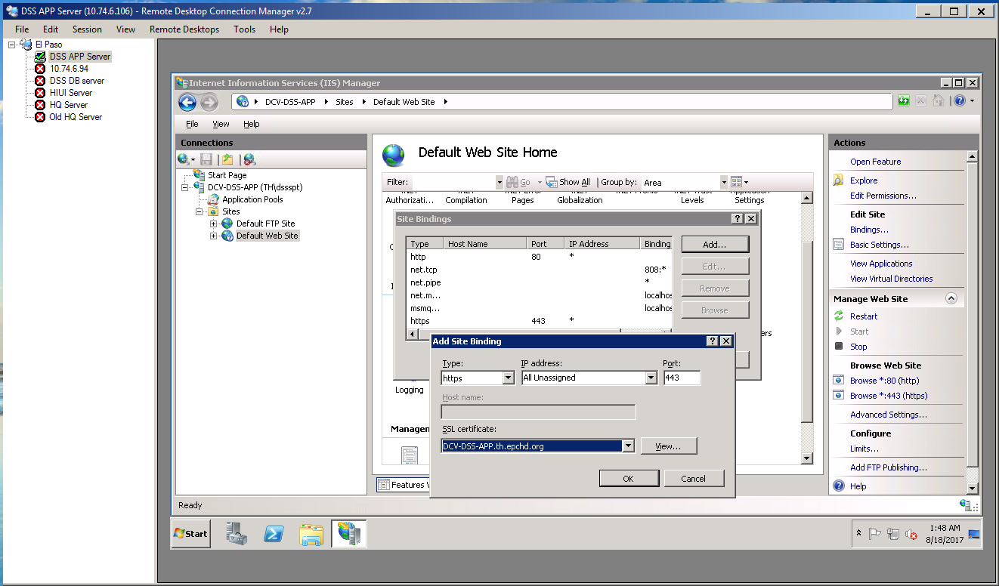 DSS APP Server (10.74.6.106) - Remote Desktop Connection Manager v2.7
File Edit Session View Remote Desktops Tools Help
El Paso
DSS APP Server
10.74.6.94
DSS DB server
HIUI Server
HQ Server
Old HQ Server
Internet Information Services (IIS) Manager
DCV-DSS-APP Sites Default Web Site
File View Help
Connections
Start Page
DCV-DSS-APP (TH\dssspt)
Application Pools
Sites
Default FTP Site
Default Web Site
Default Web Site Home
Filter: Go Show All Group by: Area
Authorizati... Compilation Pages Globalization Levels Settings
Site Bindings
Type Host Name Port IP Address Binding
http 80 *
net.tcp 808:*
net.pipe *
net.m... localhos
msmq... localhos
https 443 *
Add...
Edit...
Remove
Browse
ers
Add Site Binding
Type: IP address: Port:
https All Unassigned 443
Host name:
SSL certificate:
DCV-DSS-APP.th.epchd.org View...
OK Cancel
Logging
Managem
Features V
Actions
Open Feature
Explore
Edit Permissions...
Edit Site
Bindings...
Basic Settings...
View Applications
View Virtual Directories
Manage Web Site
Restart
Start
Stop
Browse Web Site
Browse *:80 (http)
Browse *:443 (https)
Advanced Settings...
Configure
Limits...
Add FTP Publishing...
Help
Ready
Start
1:48 AM
8/18/2017